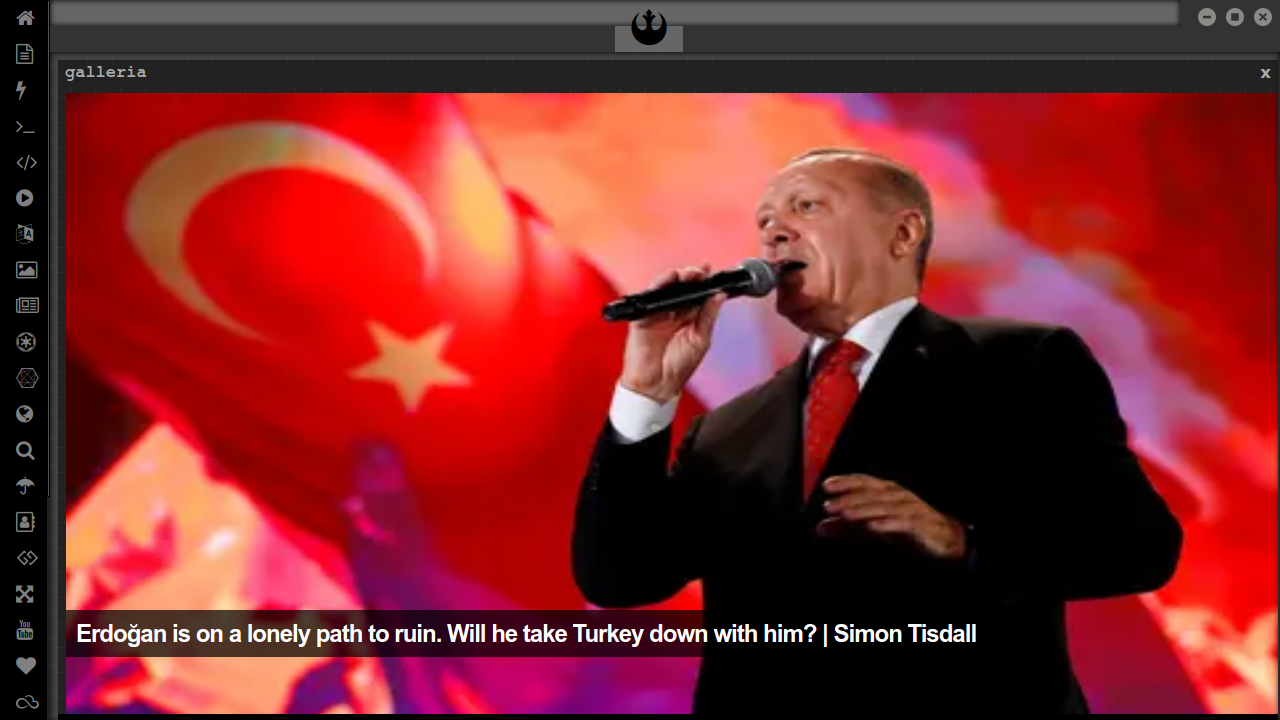 galleria
x
Erdoğan is on a lonely path to ruin. Will he take Turkey down with him? | Simon Tisdall